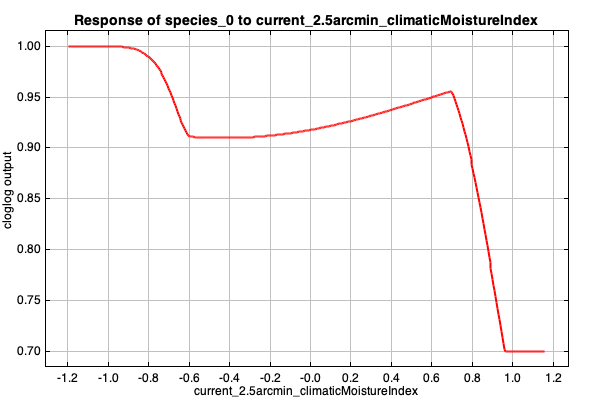 Response of species_0 to current_2.5arcmin_climaticMoistureIndex
1.00
0.95
0.90
0.85
0.80
0.75
0.70
cloglog output
-1.2 -1.0 -0.8 -0.6 -0.4 -0.2 -0.0 0.2 0.4 0.6 0.8 1.0 1.2
current_2.5arcmin_climaticMoistureIndex